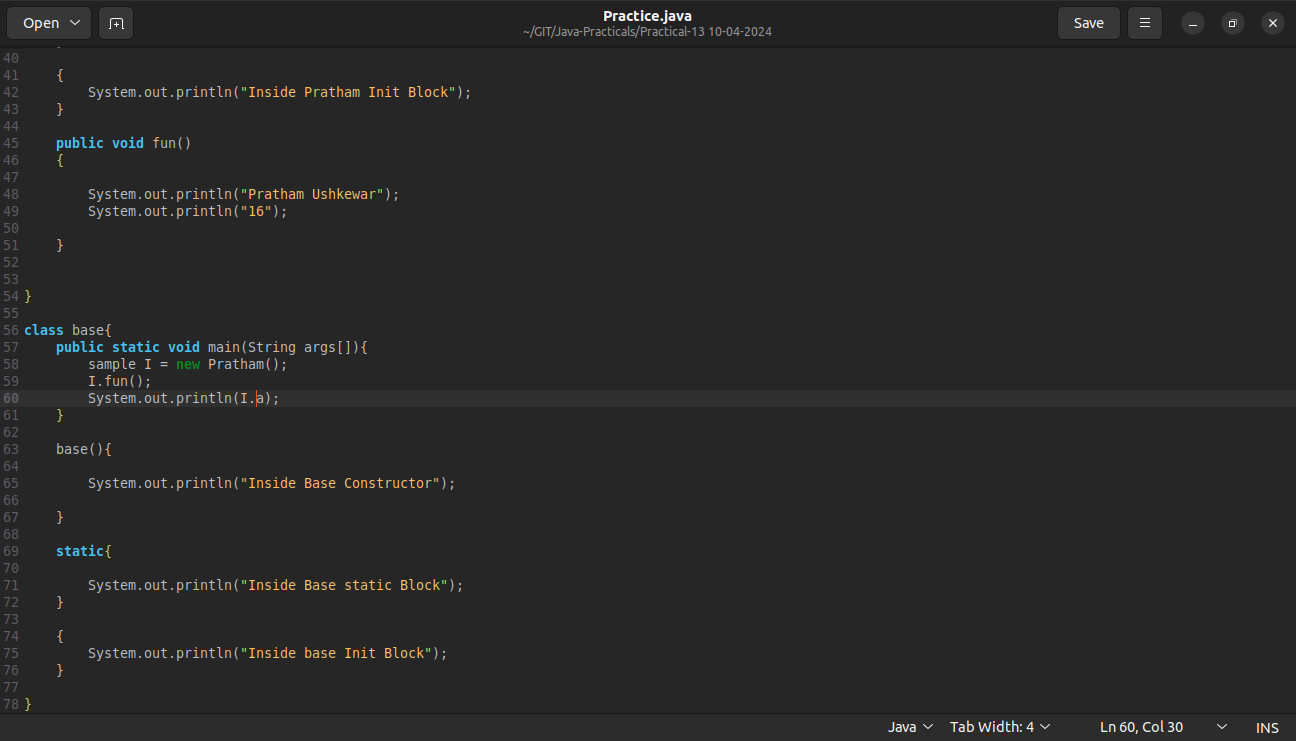 Open
Practice.java
~/GIT/Java-Practicals/Practical-13 10-04-2024
Save
40
41     {
42         System.out.println("Inside Pratham Init Block");
43     }
44
45     public void fun()
46     {
47
48         System.out.println("Pratham Ushkewar");
49         System.out.println("16");
50
51     }
52
53
54 }
55
56 class base{
57     public static void main(String args[]){
58         sample I = new Pratham();
59         I.fun();
60         System.out.println(I.a);
61     }
62
63     base(){
64
65         System.out.println("Inside Base Constructor");
66
67     }
68
69     static{
70
71         System.out.println("Inside Base static Block");
72     }
73
74     {
75         System.out.println("Inside base Init Block");
76     }
77
78 }
Java Tab Width: 4 Ln 60, Col 30 INS